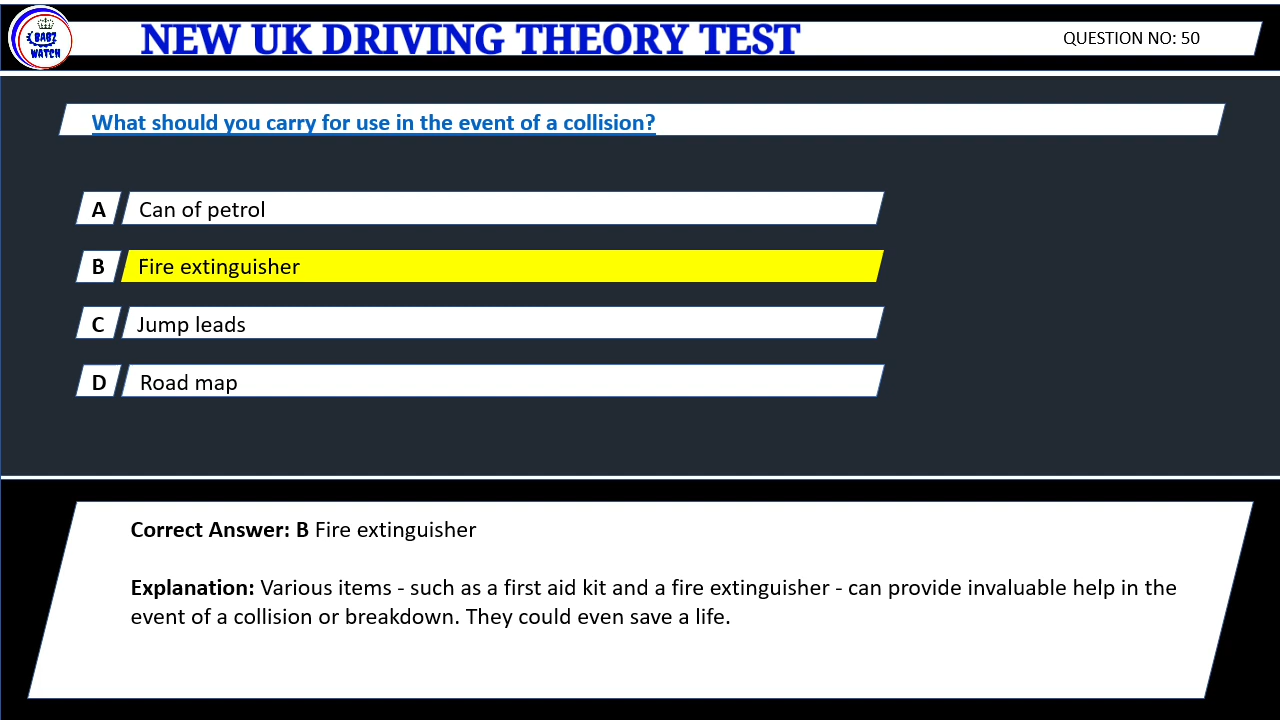 BABZ
WATCH
NEW UK DRIVING THEORY TEST
QUESTION NO: 50
What should you carry for use in the event of a collision?
A Can of petrol
B Fire extinguisher
C Jump leads
D Road map
Correct Answer: B Fire extinguisher
Explanation: Various items - such as a first aid kit and a fire extinguisher - can provide invaluable help in the
event of a collision or breakdown. They could even save a life.